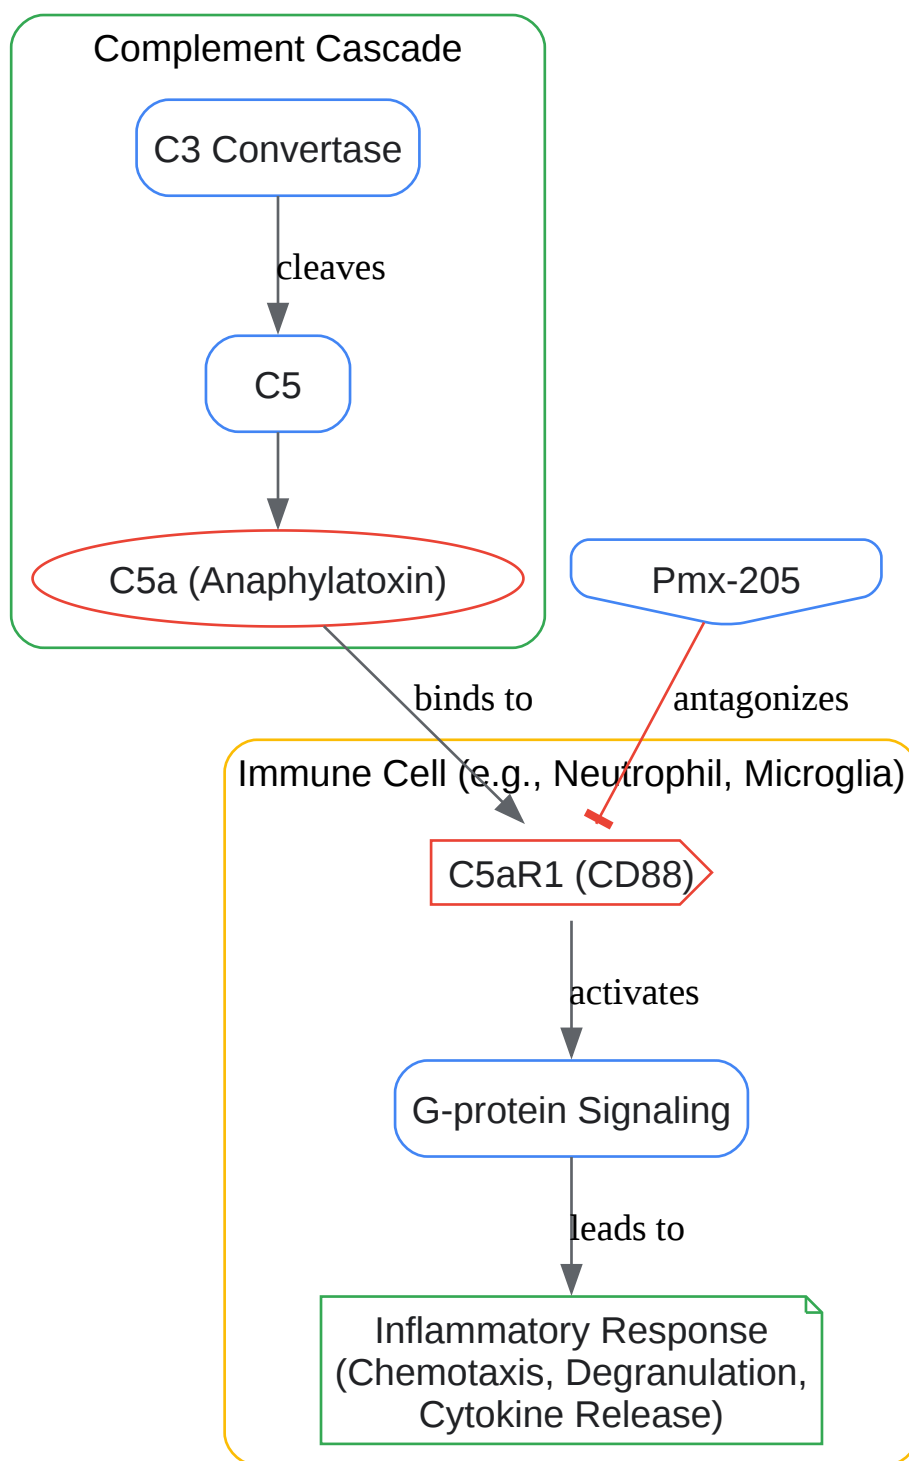 Complement Cascade
C3 Convertase
cleaves
C5
C5a (Anaphylatoxin)
Pmx-205
binds to
antagonizes
Immune Cell (e.g., Neutrophil, Microglia)
C5aR1 (CD88)
activates
G-protein Signaling
leads to
Inflammatory Response
(Chemotaxis, Degranulation,
Cytokine Release)